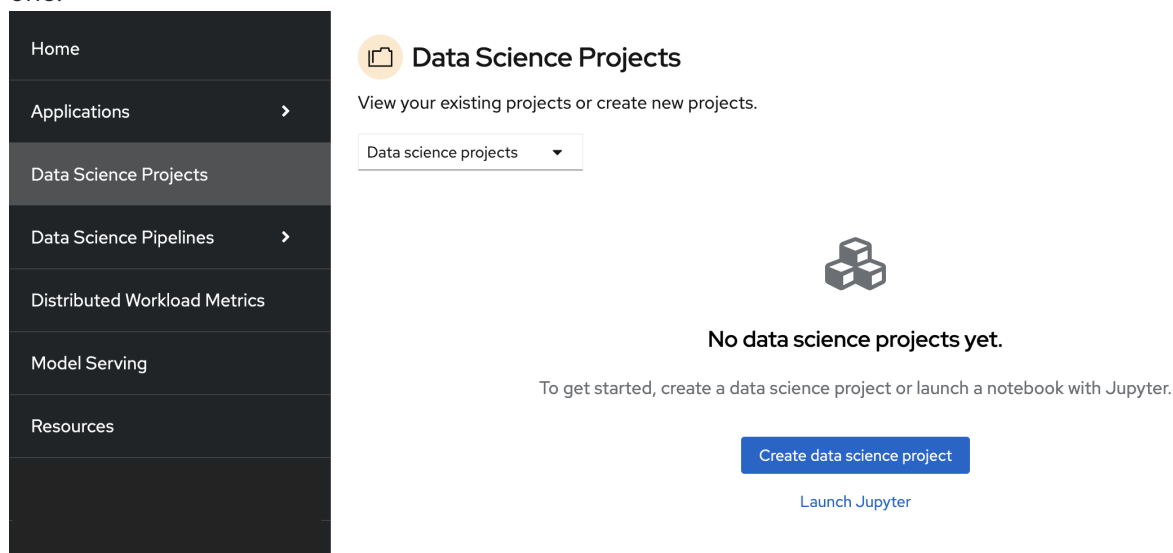 Home
Applications
Data Science Projects
Data Science Pipelines
Distributed Workload Metrics
Model Serving
Resources
Data Science Projects
View your existing projects or create new projects.
Data science projects
No data science projects yet.
To get started, create a data science project or launch a notebook with Jupyter.
Create data science project
Launch Jupyter